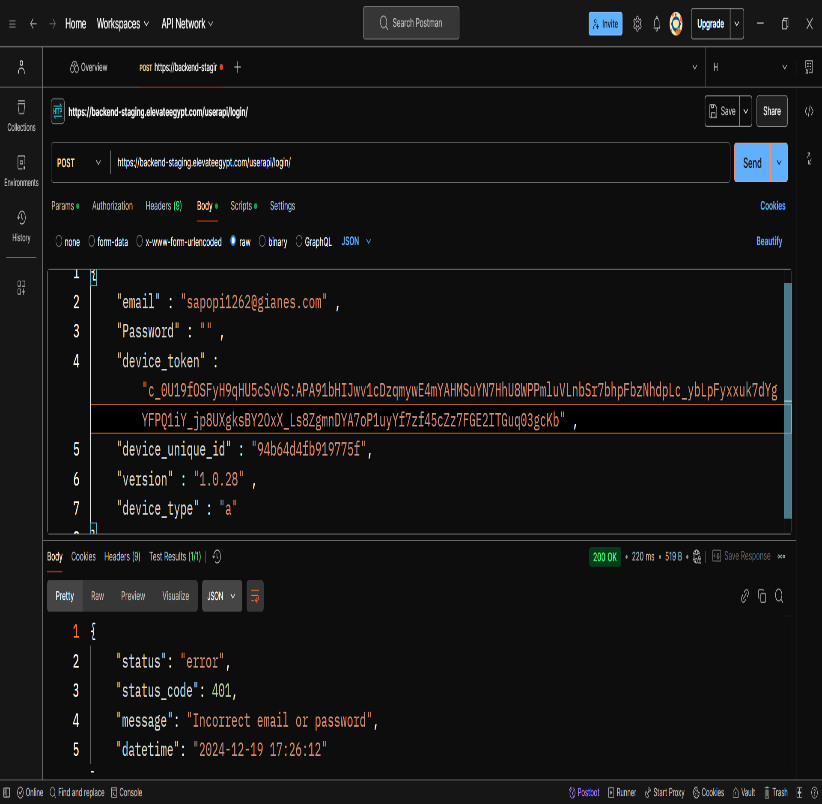 Home Workspaces API Network Search Postman Invite Upgrade
Overview POST https://backend-stagir H
https://backend-staging.elevateegypt.com/userapi/login/ Save Share
Collections
Environments
History
POST https://backend-staging.elevateegypt.com/userapi/login/ Send
Params Authorization Headers (9) Body Scripts Settings Cookies
none form-data x-www-form-urlencoded raw binary GraphQL JSON Beautify
1 {
2 "email" : "sapopi1262@gianes.com" ,
3 "Password" : "" ,
4 "device_token" :
"c_0U19fOSFyH9qHU5cSvVS:APA91bHIJwv1cDzqmywE4mYAHMSuYN7HhU8WPPmluVLnbSr7bhpFbzNhdpLc_ybLpFyxxuk7dYg
YFPQ1iY_jp8UXgksBY2OxX_Ls8ZgmnDYA7oP1uyYf7zf45cZz7FGE2ITGuq03gcKb" ,
5 "device_unique_id" : "94b64d4fb919775f",
6 "version" : "1.0.28" ,
7 "device_type" : "a"
Body Cookies Headers (9) Test Results (1/1) 200 OK • 220 ms • 519 B • Save Response
Pretty Raw Preview Visualize JSON
1 {
2 "status": "error",
3 "status_code": 401,
4 "message": "Incorrect email or password",
5 "datetime": "2024-12-19 17:26:12"
Online Find and replace Console Postbot Runner Start Proxy Cookies Vault Trash